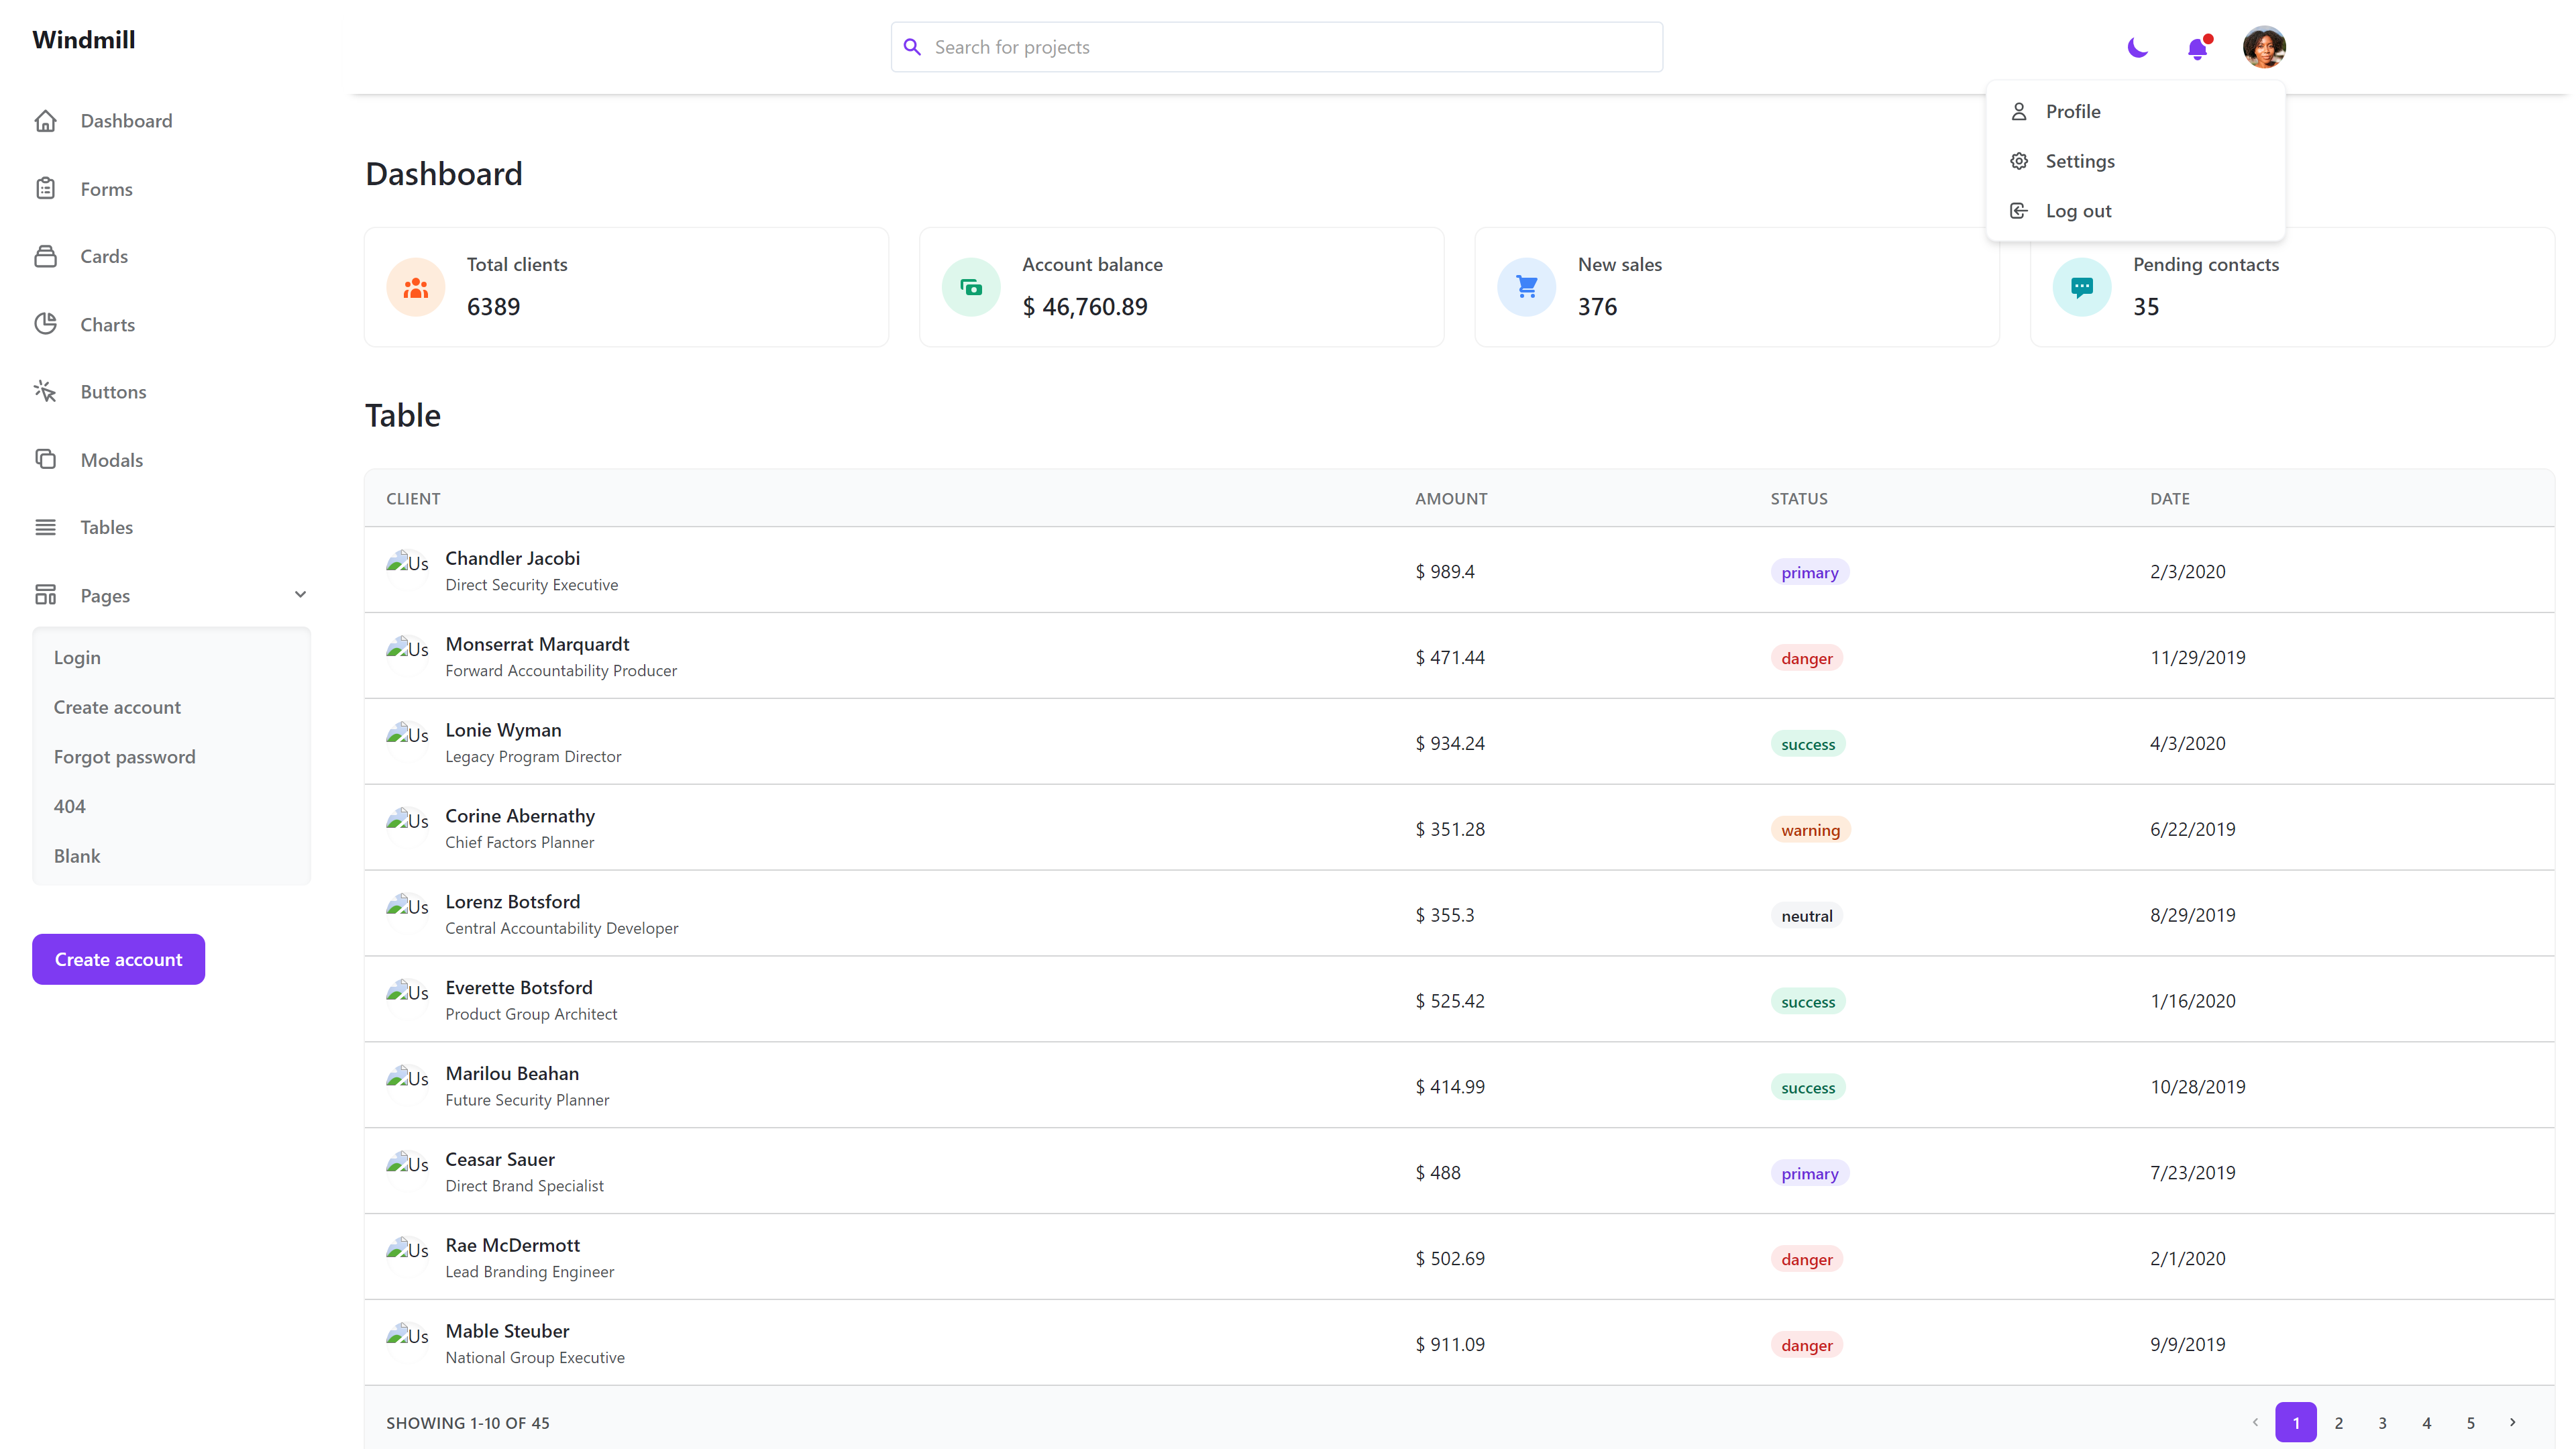 Windmill
Search for projects
Profile
Settings
Log out
Dashboard
Forms
Cards
Charts
Buttons
Modals
Tables
Pages
Login
Create account
Forgot password
404
Blank
Create account
Dashboard
Total clients
6389
Account balance
$ 46,760.89
New sales
376
Pending contacts
35
Table
CLIENT AMOUNT STATUS DATE
Us Chandler Jacobi
Direct Security Executive
$ 989.4 primary 2/3/2020
Us Monserrat Marquardt
Forward Accountability Producer
$ 471.44 danger 11/29/2019
Us Lonie Wyman
Legacy Program Director
$ 934.24 success 4/3/2020
Us Corine Abernathy
Chief Factors Planner
$ 351.28 warning 6/22/2019
Us Lorenz Botsford
Central Accountability Developer
$ 355.3 neutral 8/29/2019
Us Everette Botsford
Product Group Architect
$ 525.42 success 1/16/2020
Us Marilou Beahan
Future Security Planner
$ 414.99 success 10/28/2019
Us Ceasar Sauer
Direct Brand Specialist
$ 488 primary 7/23/2019
Us Rae McDermott
Lead Branding Engineer
$ 502.69 danger 2/1/2020
Us Mable Steuber
National Group Executive
$ 911.09 danger 9/9/2019
SHOWING 1-10 OF 45
1 2 3 4 5